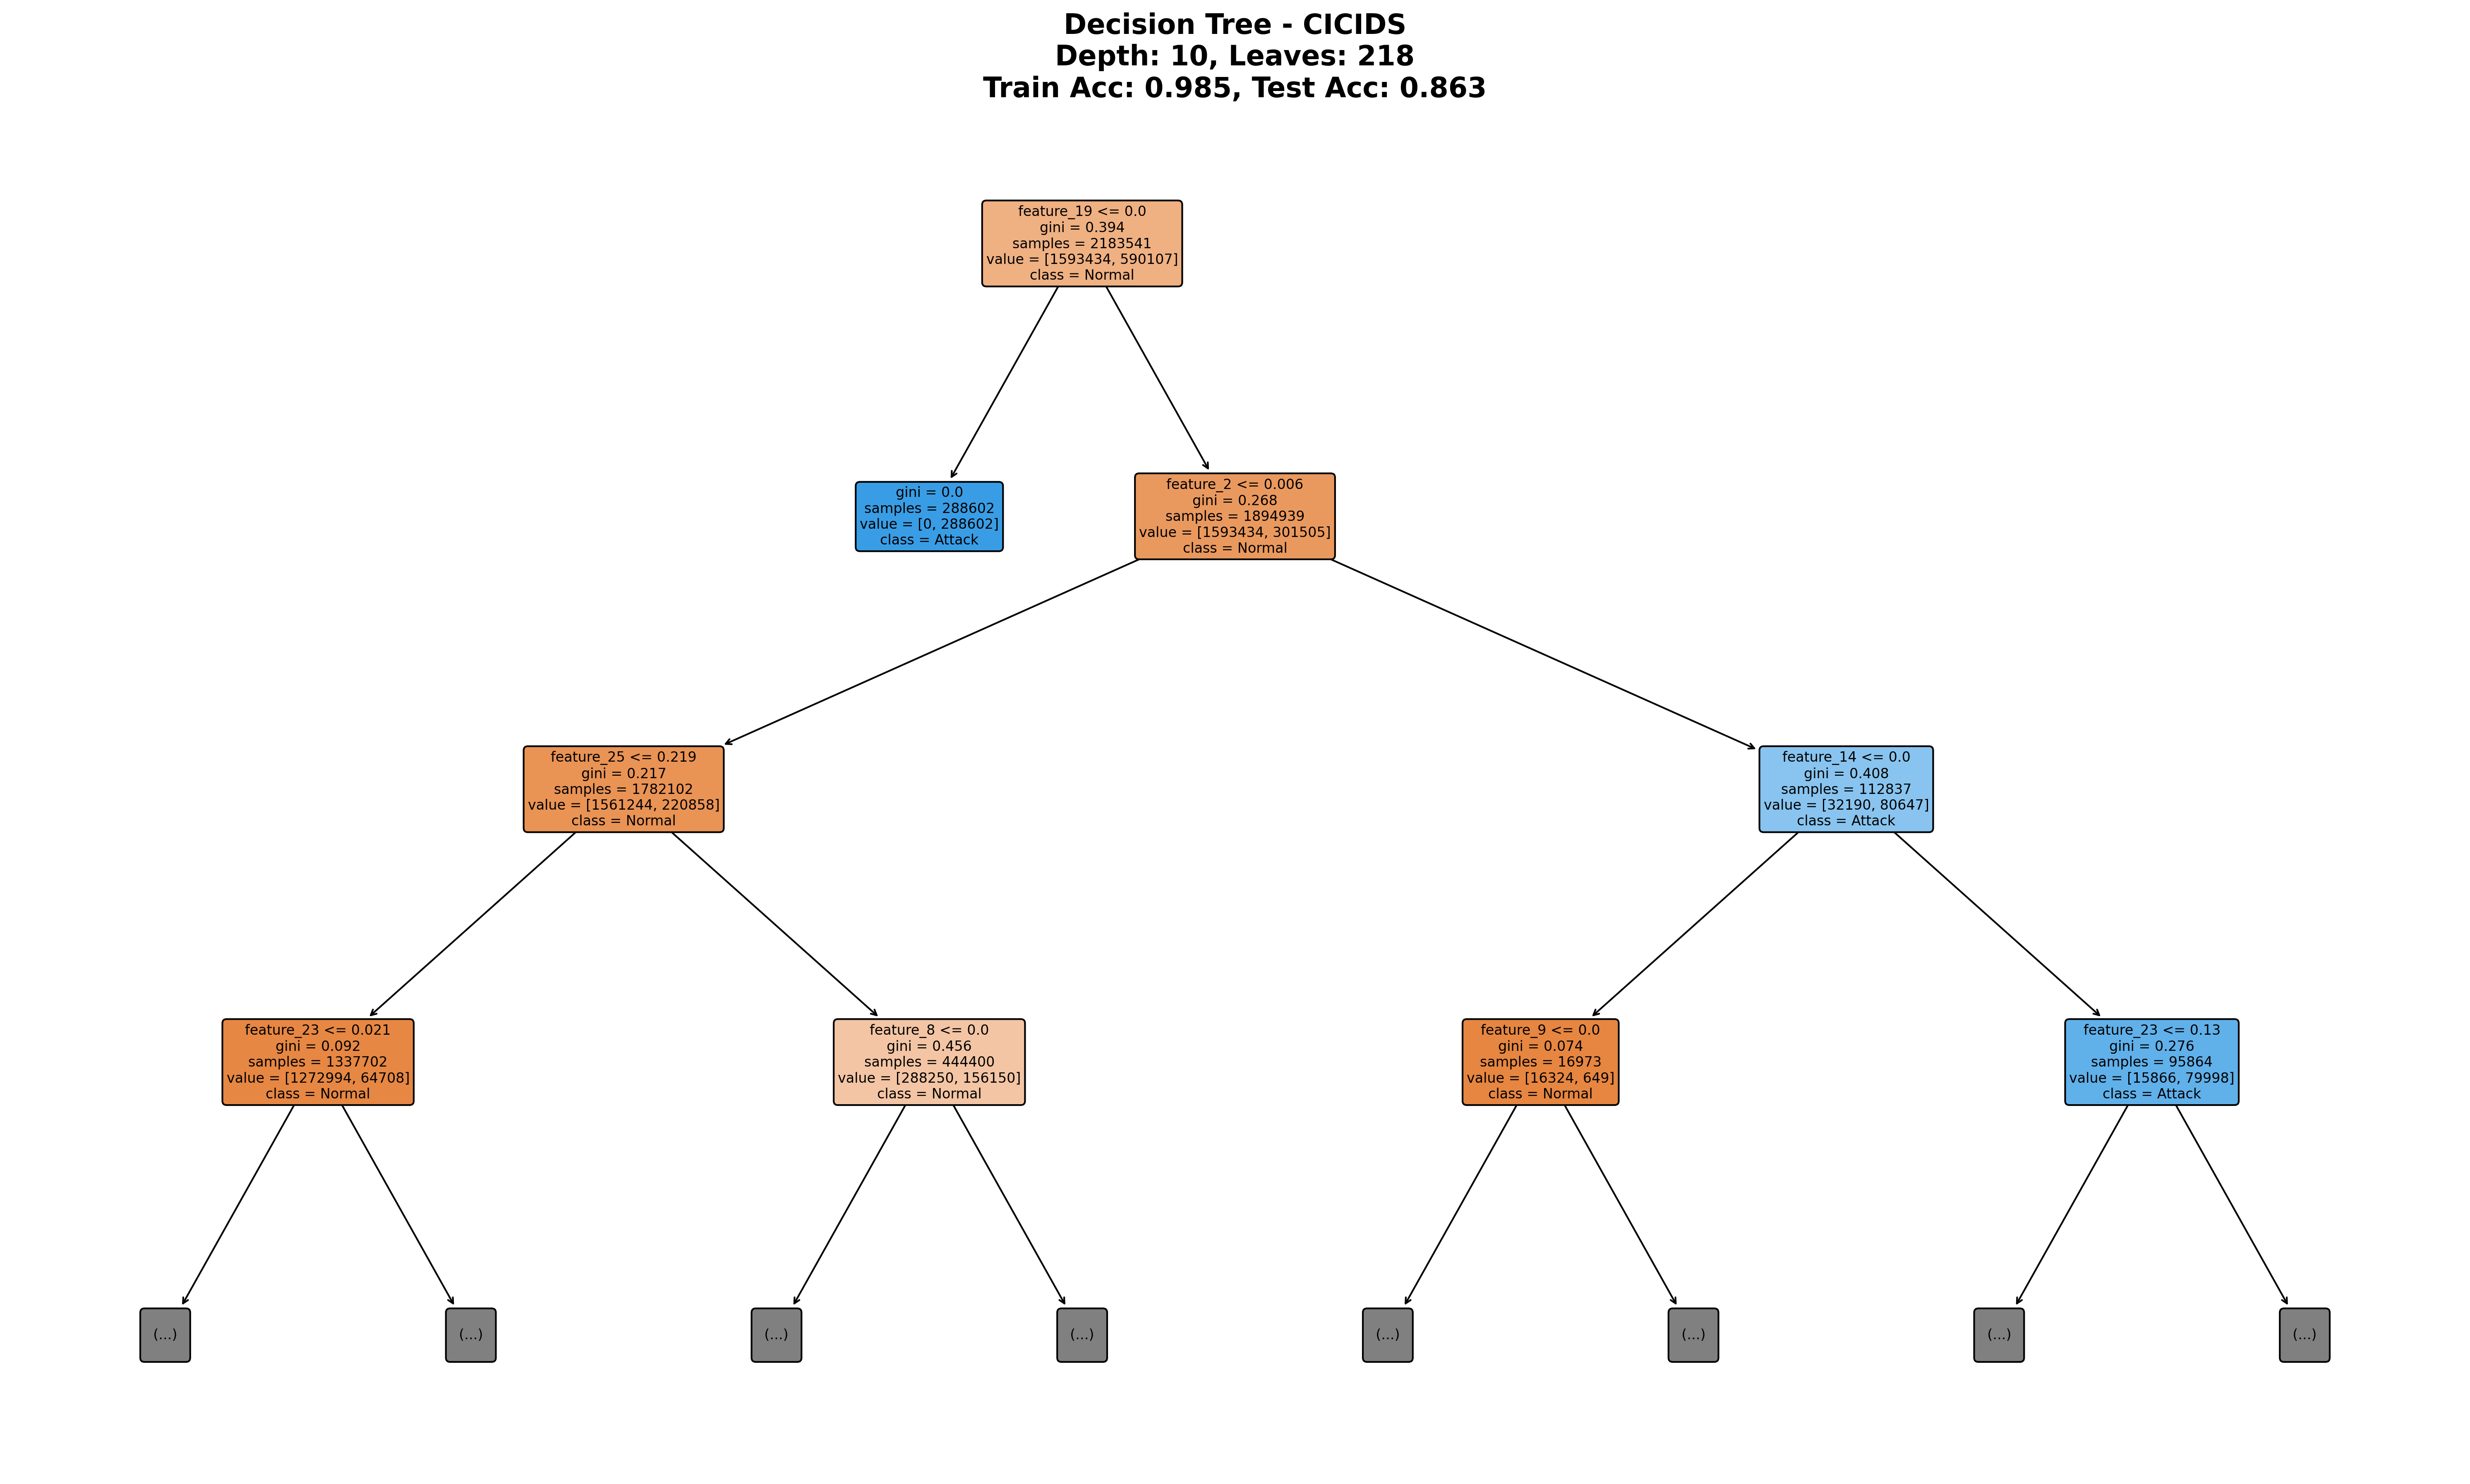 Decision Tree - CICIDS
Depth: 10, Leaves: 218
Train Acc: 0.985, Test Acc: 0.863
feature_19 <= 0.0
gini = 0.394
samples = 2183541
value = [1593434, 590107]
class = Normal
gini = 0.0
samples = 288602
value = [0, 288602]
class = Attack
feature_2 <= 0.006
gini = 0.268
samples = 1894939
value = [1593434, 301505]
class = Normal
feature_25 <= 0.219
gini = 0.217
samples = 1782102
value = [1561244, 220858]
class = Normal
feature_14 <= 0.0
gini = 0.408
samples = 112837
value = [32190, 80647]
class = Attack
feature_23 <= 0.021
gini = 0.092
samples = 1337702
value = [1272994, 64708]
class = Normal
feature_8 <= 0.0
gini = 0.456
samples = 444400
value = [288250, 156150]
class = Normal
feature_9 <= 0.0
gini = 0.074
samples = 16973
value = [16324, 649]
class = Normal
feature_23 <= 0.13
gini = 0.276
samples = 95864
value = [15866, 79998]
class = Attack
(...)
(...)
(...)
(...)
(...)
(...)
(...)
(...)